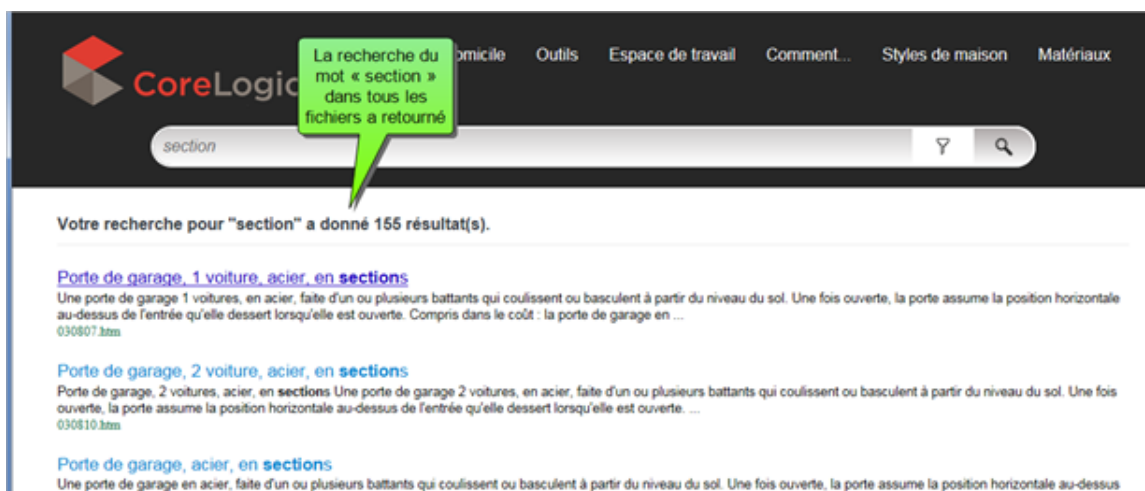 La recherche du
mot « section »
dans tous les
fichiers a retourné
omicile Outils Espace de travail Comment... Styles de maison Matériaux
CoreLogic
section
Votre recherche pour "section" a donné 155 résultat(s).
Porte de garage, 1 voiture, acier, en sections
Une porte de garage 1 voitures, en acier, faite d'un ou plusieurs battants qui coulissent ou basculent à partir du niveau du sol. Une fois ouverte, la porte assume la position horizontale
au-dessus de l'entrée qu'elle dessert lorsqu'elle est ouverte. Compris dans le coût : la porte de garage en ...
030807.htm
Porte de garage, 2 voiture, acier, en sections
Porte de garage, 2 voitures, acier, en sections Une porte de garage 2 voitures, en acier, faite d'un ou plusieurs battants qui coulissent ou basculent à partir du niveau du sol. Une fois
ouverte, la porte assume la position horizontale au-dessus de l'entrée qu'elle dessert lorsqu'elle est ouverte. ...
030810.htm
Porte de garage, acier, en sections
Une porte de garage en acier, faite d'un ou plusieurs battants qui coulissent ou basculent à partir du niveau du sol. Une fois ouverte, la porte assume la position horizontale au-dessus